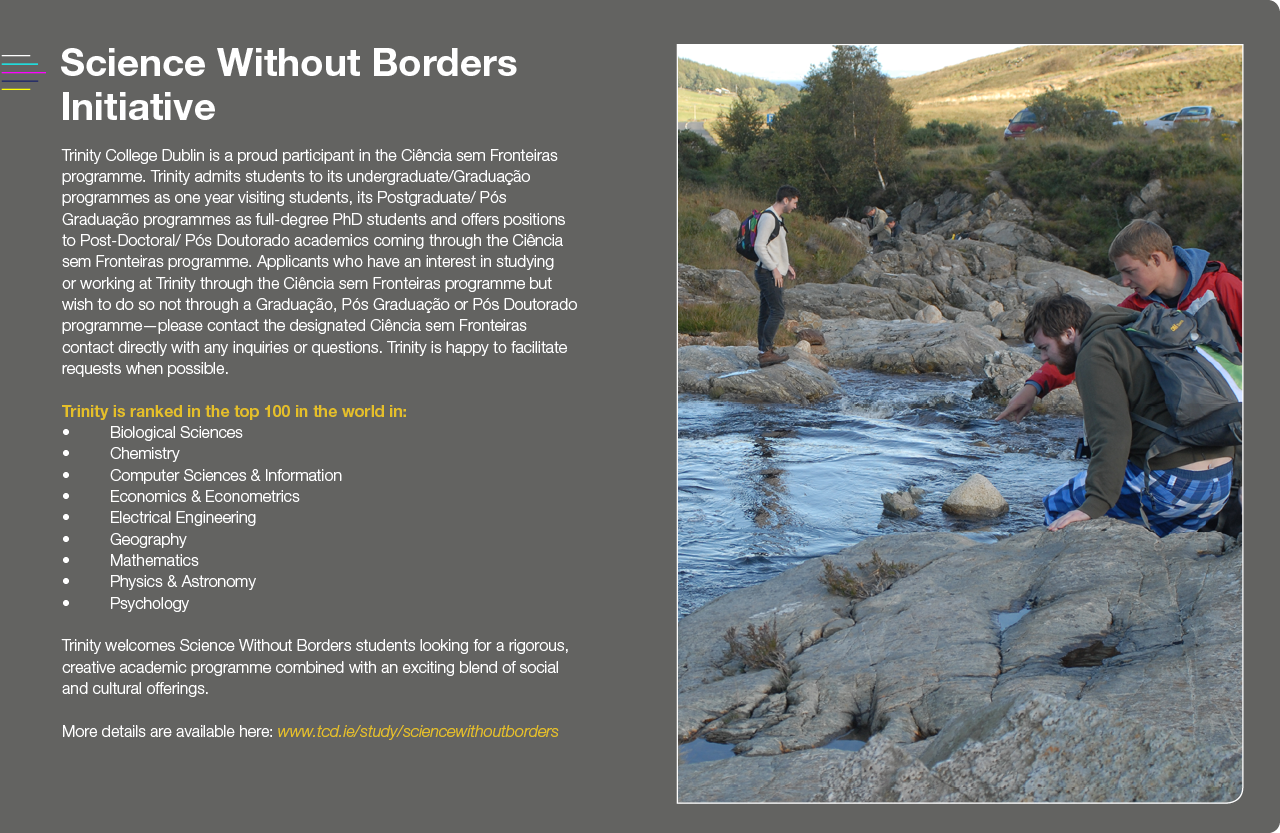 Science Without Borders
Initiative
Trinity College Dublin is a proud participant in the Ciência sem Fronteiras
programme. Trinity admits students to its undergraduate/Graduação
programmes as one year visiting students, its Postgraduate/ Pós
Graduação programmes as full-degree PhD students and offers positions
to Post-Doctoral/ Pós Doutorado academics coming through the Ciência
sem Fronteiras programme. Applicants who have an interest in studying
or working at Trinity through the Ciência sem Fronteiras programme but
wish to do so not through a Graduação, Pós Graduação or Pós Doutorado
programme—please contact the designated Ciência sem Fronteiras
contact directly with any inquiries or questions. Trinity is happy to facilitate
requests when possible.
Trinity is ranked in the top 100 in the world in:
• Biological Sciences
• Chemistry
• Computer Sciences & Information
• Economics & Econometrics
• Electrical Engineering
• Geography
• Mathematics
• Physics & Astronomy
• Psychology
Trinity welcomes Science Without Borders students looking for a rigorous,
creative academic programme combined with an exciting blend of social
and cultural offerings.
More details are available here: www.tcd.ie/study/sciencewithoutborders